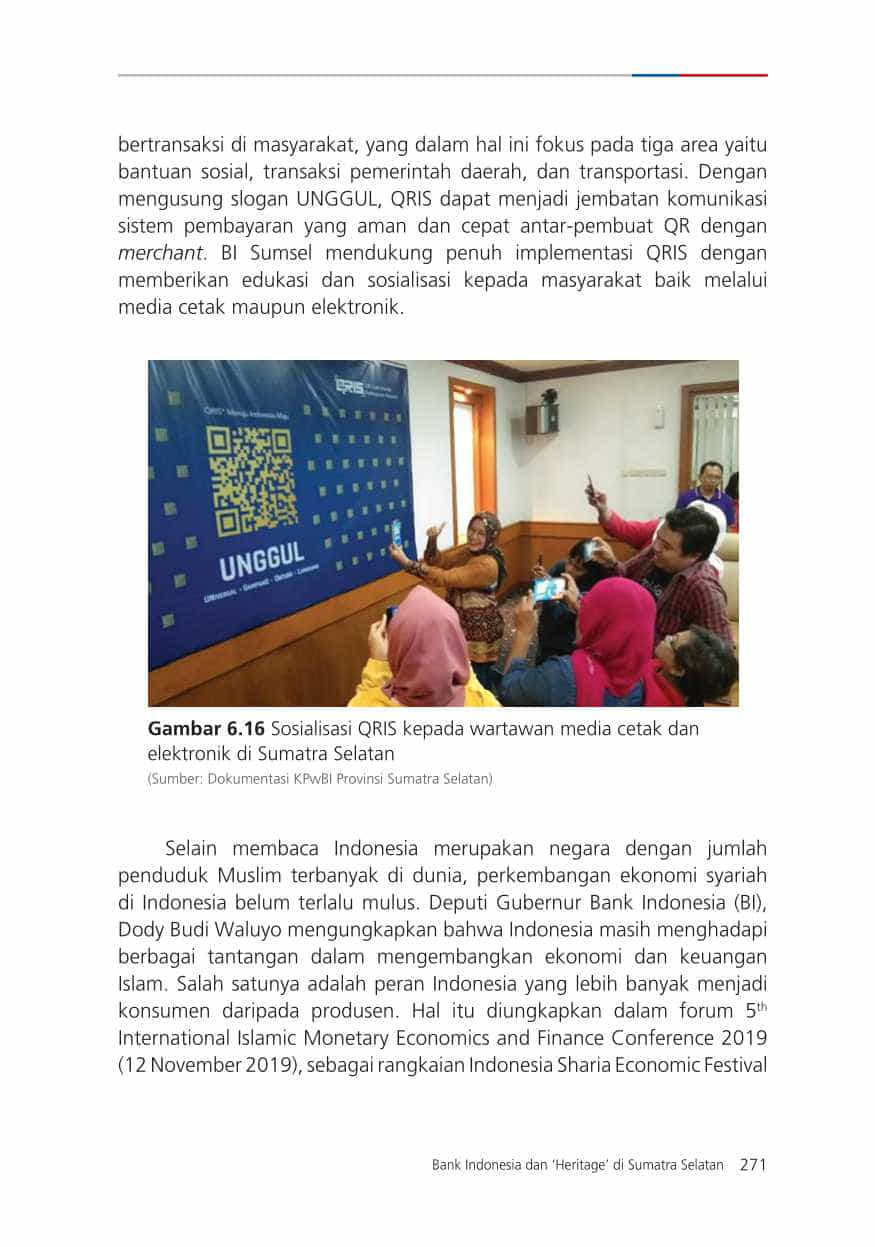 bertransaksi di masyarakat, yang dalam hal ini fokus pada tiga area yaitu
bantuan sosial, transaksi pemerintah daerah, dan transportasi. Dengan
mengusung slogan UNGGUL, QRIS dapat menjadi jembatan komunikasi
sistem pembayaran yang aman dan cepat antar-pembuat QR dengan
merchant. BI Sumsel mendukung penuh implementasi QRIS dengan
memberikan edukasi dan sosialisasi kepada masyarakat baik melalui
media cetak maupun elektronik.
QRIS
QRIS* Menuju Indonesia Maju
UNGGUL
UNiversal - GampanG - Untung - Langsung
Gambar 6.16 Sosialisasi QRIS kepada wartawan media cetak dan
elektronik di Sumatra Selatan
(Sumber: Dokumentasi KPwBI Provinsi Sumatra Selatan)
Selain membaca Indonesia merupakan negara dengan jumlah
penduduk Muslim terbanyak di dunia, perkembangan ekonomi syariah
di Indonesia belum terlalu mulus. Deputi Gubernur Bank Indonesia (BI),
Dody Budi Waluyo mengungkapkan bahwa Indonesia masih menghadapi
berbagai tantangan dalam mengembangkan ekonomi dan keuangan
Islam. Salah satunya adalah peran Indonesia yang lebih banyak menjadi
konsumen daripada produsen. Hal itu diungkapkan dalam forum 5th
International Islamic Monetary Economics and Finance Conference 2019
(12 November 2019), sebagai rangkaian Indonesia Sharia Economic Festival
Bank Indonesia dan ‘Heritage’ di Sumatra Selatan 271